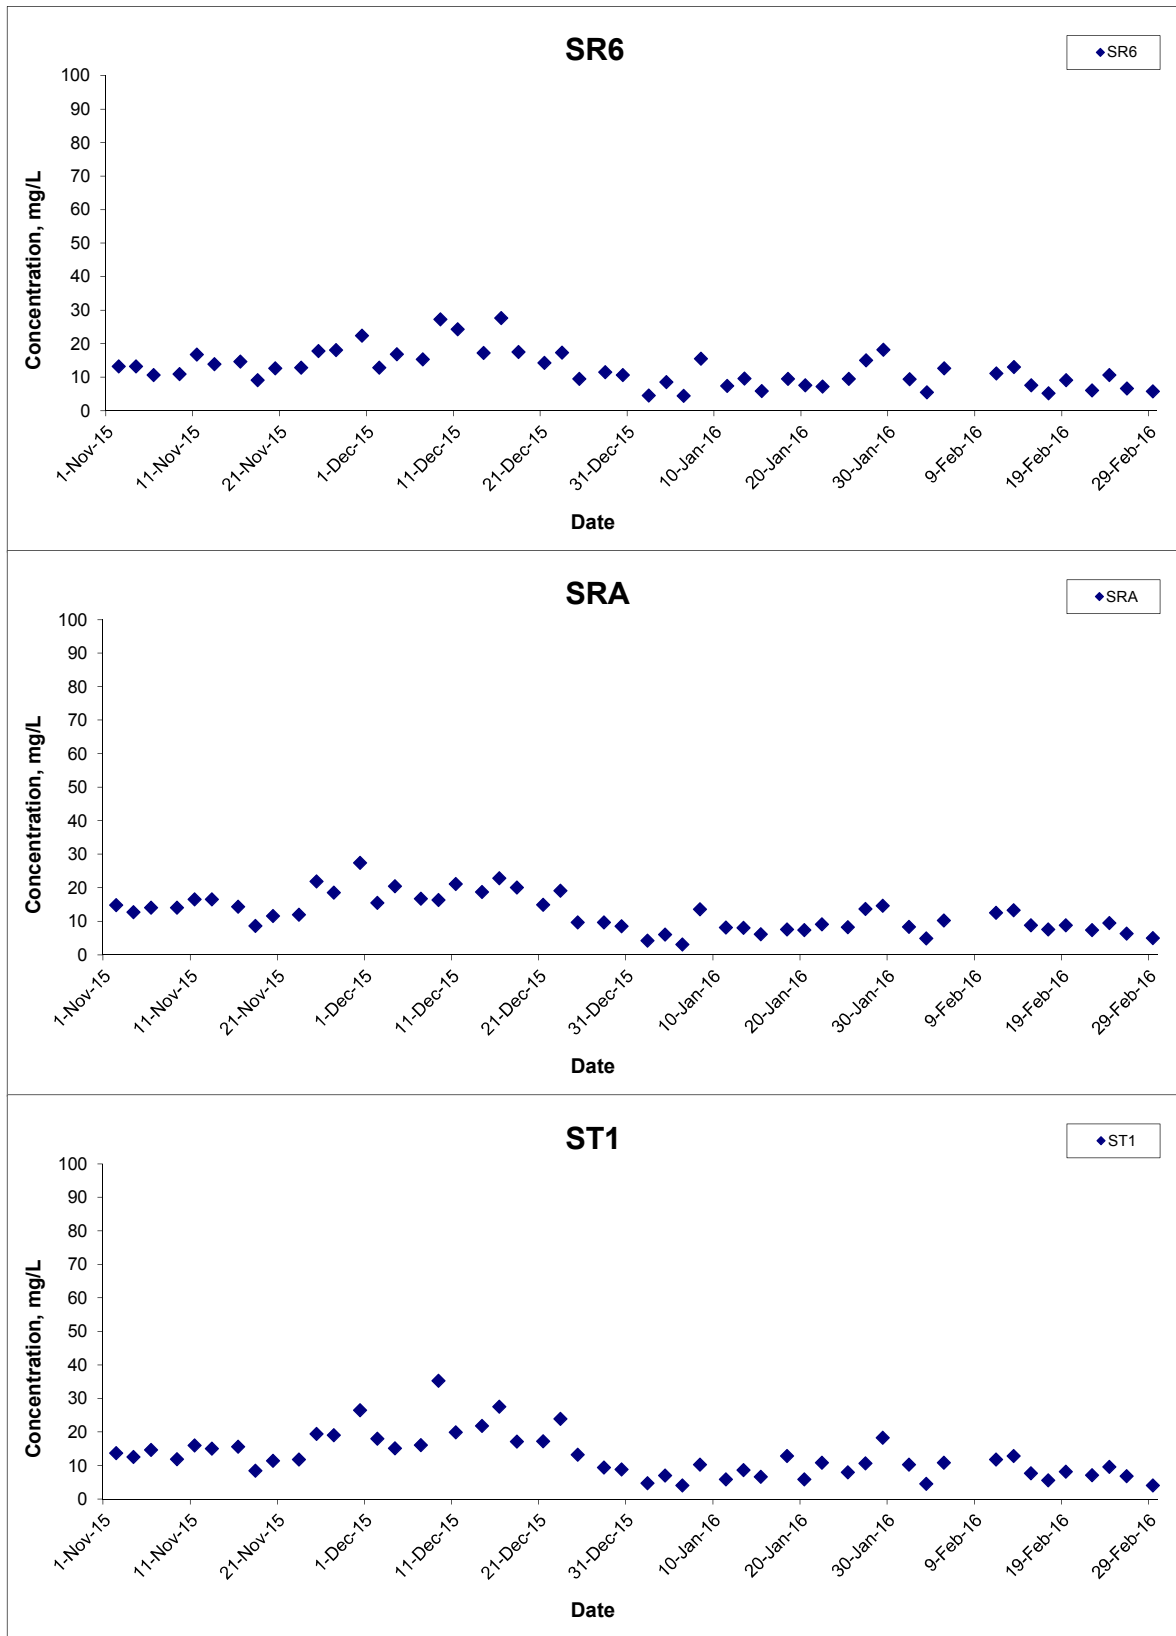 SR6
SR6
Concentration, mg/L
100
90
80
70
60
50
40
30
20
10
0
1-Nov-15
11-Nov-15
21-Nov-15
1-Dec-15
11-Dec-15
21-Dec-15
31-Dec-15
10-Jan-16
20-Jan-16
30-Jan-16
9-Feb-16
19-Feb-16
29-Feb-16
Date
SRA
SRA
Concentration, mg/L
100
90
80
70
60
50
40
30
20
10
0
1-Nov-15
11-Nov-15
21-Nov-15
1-Dec-15
11-Dec-15
21-Dec-15
31-Dec-15
10-Jan-16
20-Jan-16
30-Jan-16
9-Feb-16
19-Feb-16
29-Feb-16
Date
ST1
ST1
Concentration, mg/L
100
90
80
70
60
50
40
30
20
10
0
1-Nov-15
11-Nov-15
21-Nov-15
1-Dec-15
11-Dec-15
21-Dec-15
31-Dec-15
10-Jan-16
20-Jan-16
30-Jan-16
9-Feb-16
19-Feb-16
29-Feb-16
Date